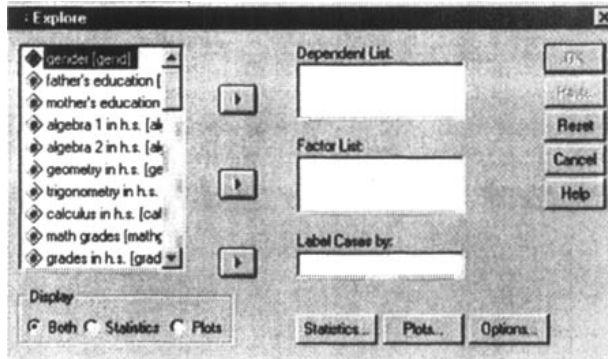 Explore
gender [gend]
father's education [
mother's education
algebra 1 in h.s. [al
algebra 2 in h.s. [al
geometry in h.s. [ge
trigonometry in h.s.
calculus in h.s. [cal
math grades [mathg
grades in h.s. [grad
Dependent List:
Factor List:
Label Cases by:
OK
Paste
Reset
Cancel
Help
Display
Both Statistics Plots
Statistics... Plots... Options...